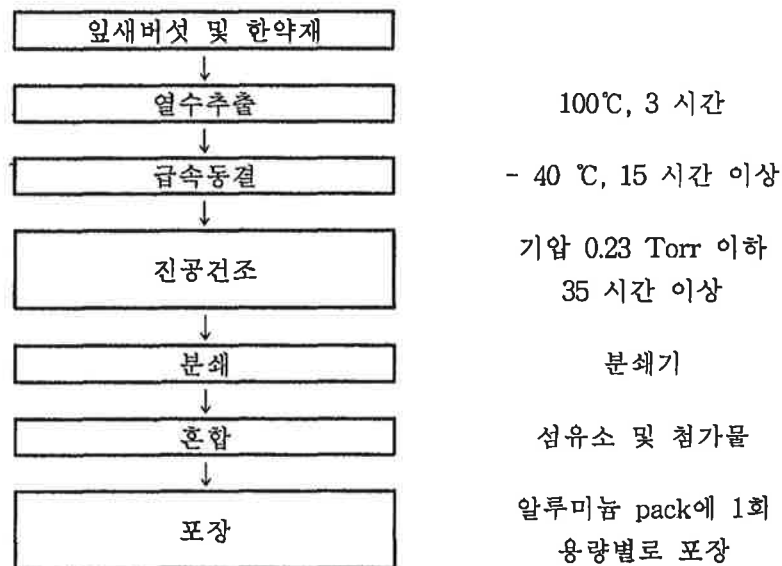 잎새버섯 및 한약재
↓
열수추출 100℃, 3 시간
↓
급속동결 - 40 ℃, 15 시간 이상
↓
진공건조 기압 0.23 Torr 이하
35 시간 이상
↓
분쇄 분쇄기
↓
혼합 섬유소 및 첨가물
↓
포장 알루미늄 pack에 1회
용량별로 포장